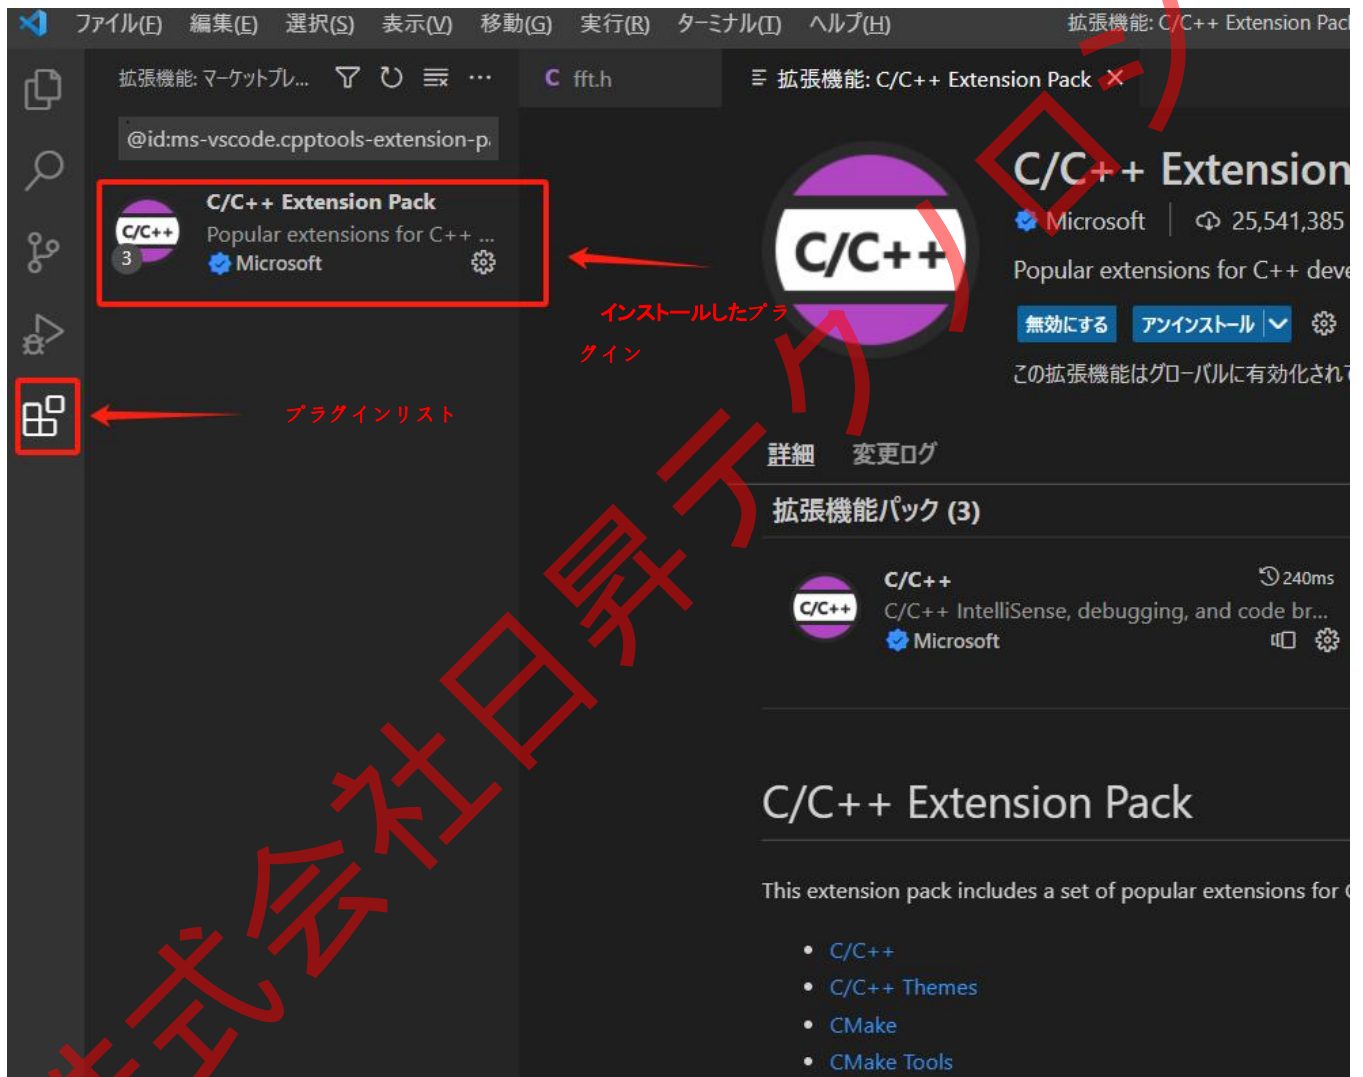 ファイル(F) 編集(E) 選択(S) 表示(V) 移動(G) 実行(R) ターミナル(T) ヘルプ(H) 拡張機能: C/C++ Extension Pack
拡張機能: マーケットプレ... ···
C fft.h
拡張機能: C/C++ Extension Pack ×
@id:ms-vscode.cpptools-extension-p
C/C++
3
C/C++ Extension Pack
Popular extensions for C++ ...
Microsoft
インストールしたプラ
グイン
プラグインリスト
C/C++
C/C++ Extension
Microsoft 25,541,385
Popular extensions for C++ deve
無効にする アンインストール
この拡張機能はグローバルに有効化されて
詳細 変更ログ
拡張機能パック (3)
C/C++
C/C++ 240ms
C/C++ IntelliSense, debugging, and code br...
Microsoft
C/C++ Extension Pack
This extension pack includes a set of popular extensions for C
• C/C++
• C/C++ Themes
• CMake
• CMake Tools
株式会社日昇テクノロジ